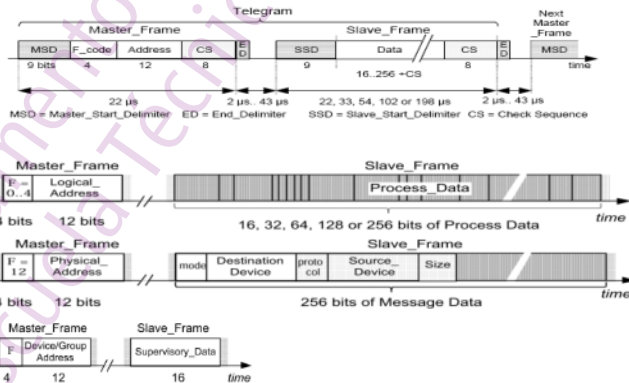 Telegram
Master_Frame Slave_Frame Next Master _Frame
MSD F_code Address CS ED SSD Data CS ED MSD
9 bits 4 12 8 9 8 time
16..256 +CS
22 µs 2 µs.. 43 µs 22, 33, 54, 102 or 198 µs 2 µs.. 43 µs
MSD = Master_Start_Delimiter ED = End_Delimiter SSD = Slave_Start_Delimiter CS = Check Sequence
Master_Frame Slave_Frame
F = 0..4 Logical_ Address Process_Data
bits 12 bits 16, 32, 64, 128 or 256 bits of Process Data time
Master_Frame Slave_Frame
F = 12 Physical_ Address mode Destination Device proto col Source_ Device Size
bits 12 bits 256 bits of Message Data time
Master_Frame Slave_Frame
F Device/Group Address Supervisory_Data
4 12 16 time